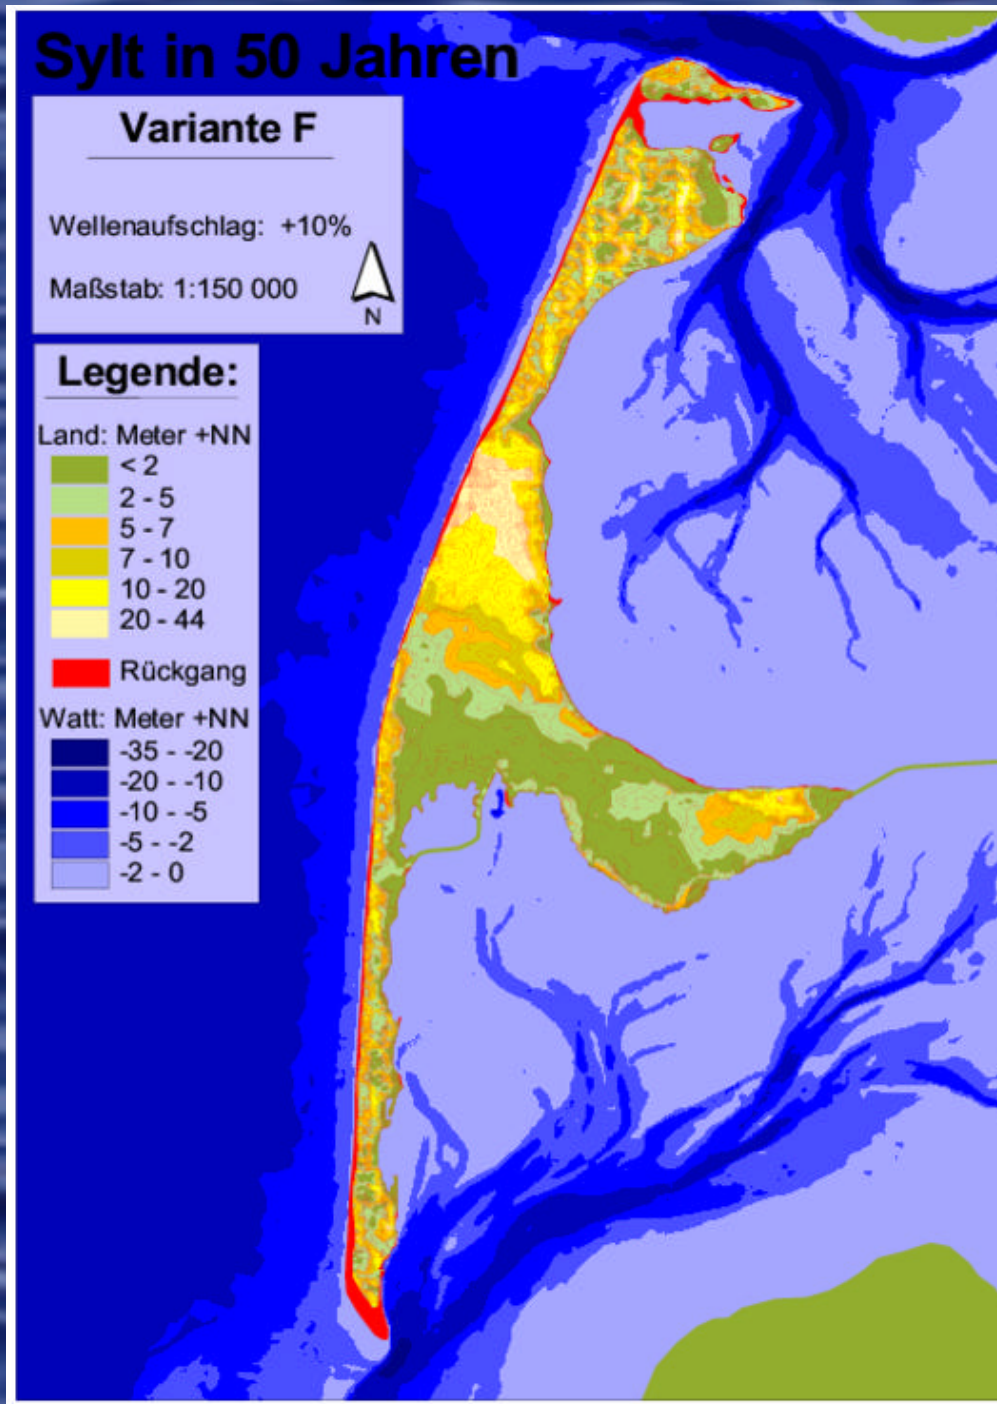 Sylt in 50 Jahren
Variante F
Wellenaufschlag: +10%
Maßstab: 1:150 000
N
Legende:
Land: Meter +NN
< 2
2 - 5
5 - 7
7 - 10
10 - 20
20 - 44
Rückgang
Watt: Meter +NN
-35 - -20
-20 - -10
-10 - -5
-5 - -2
-2 - 0